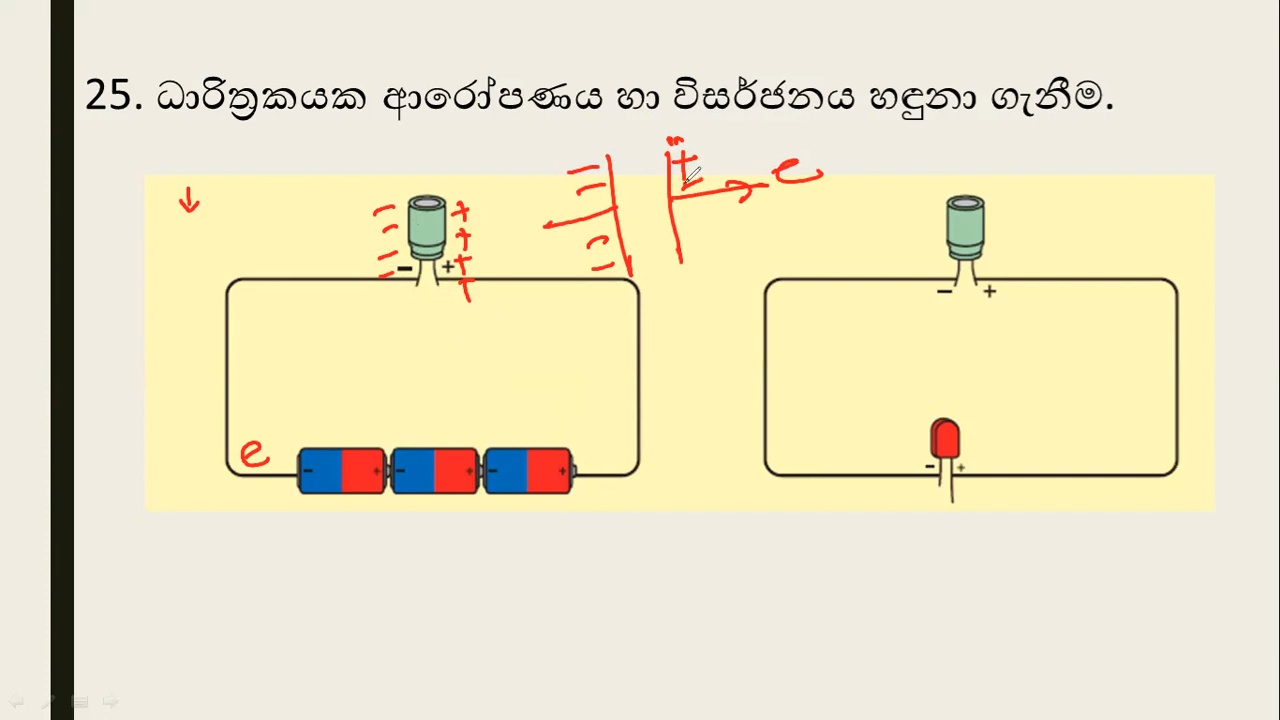 25. ධාරිත්‍රකයක ආරෝපණය හා විසර්ජනය හඳුනා ගැනීම.
+ e
− − + +
− +
− +
− + − +
+ − +
e
− + − + − + − +